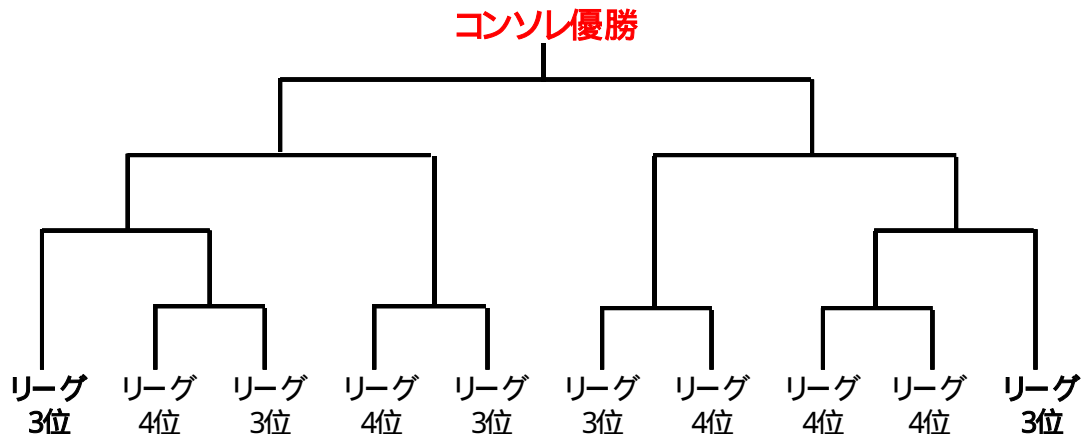 コンソレ優勝
リーグ リーグ リーグ リーグ リーグ リーグ リーグ リーグ リーグ リーグ
3位 4位 3位 4位 3位 3位 4位 4位 4位 3位